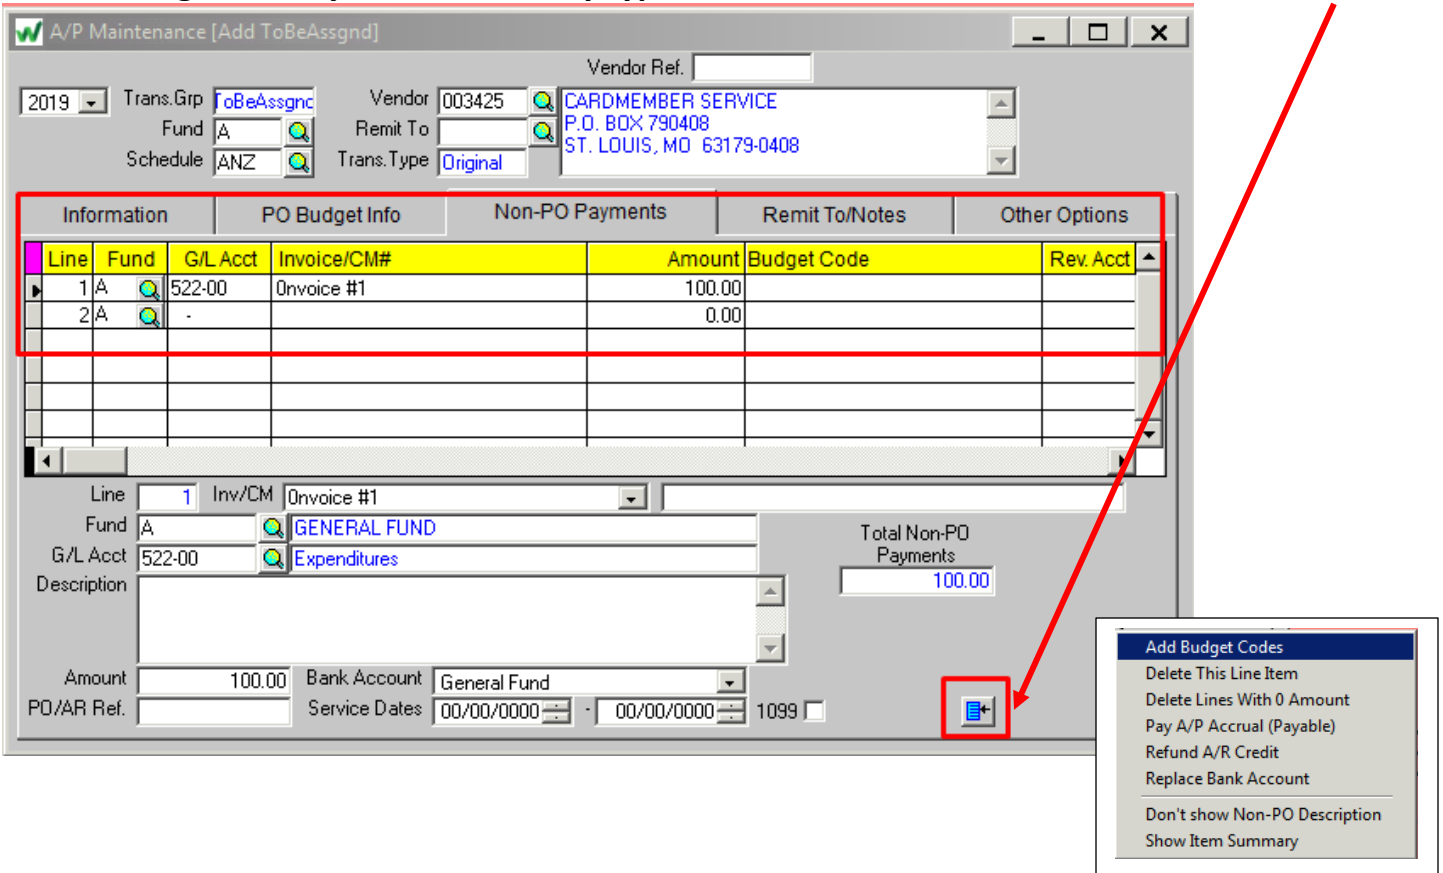 A/P Maintenance [Add ToBeAssgnd]
Vendor Ref.
2019 Trans.Grp ToBeAssgnd Vendor 003425 CARDMEMBER SERVICE
Fund A Remit To P.O. BOX 790408
ST. LOUIS, MO 63179-0408
Schedule ANZ Trans.Type Original
Information PO Budget Info Non-PO Payments Remit To/Notes Other Options
Line Fund G/L Acct Invoice/CM# Amount Budget Code Rev. Acct
1 A 522-00 0nvoice #1 100.00
2 A - 0.00
Line 1 Inv/CM 0nvoice #1
Fund A GENERAL FUND
Total Non-PO
Payments
G/L Acct 522-00 Expenditures
100.00
Description
Amount 100.00 Bank Account General Fund
PO/AR Ref. Service Dates 00/00/0000 - 00/00/0000 1099
Add Budget Codes
Delete This Line Item
Delete Lines With 0 Amount
Pay A/P Accrual (Payable)
Refund A/R Credit
Replace Bank Account
Don't show Non-PO Description
Show Item Summary